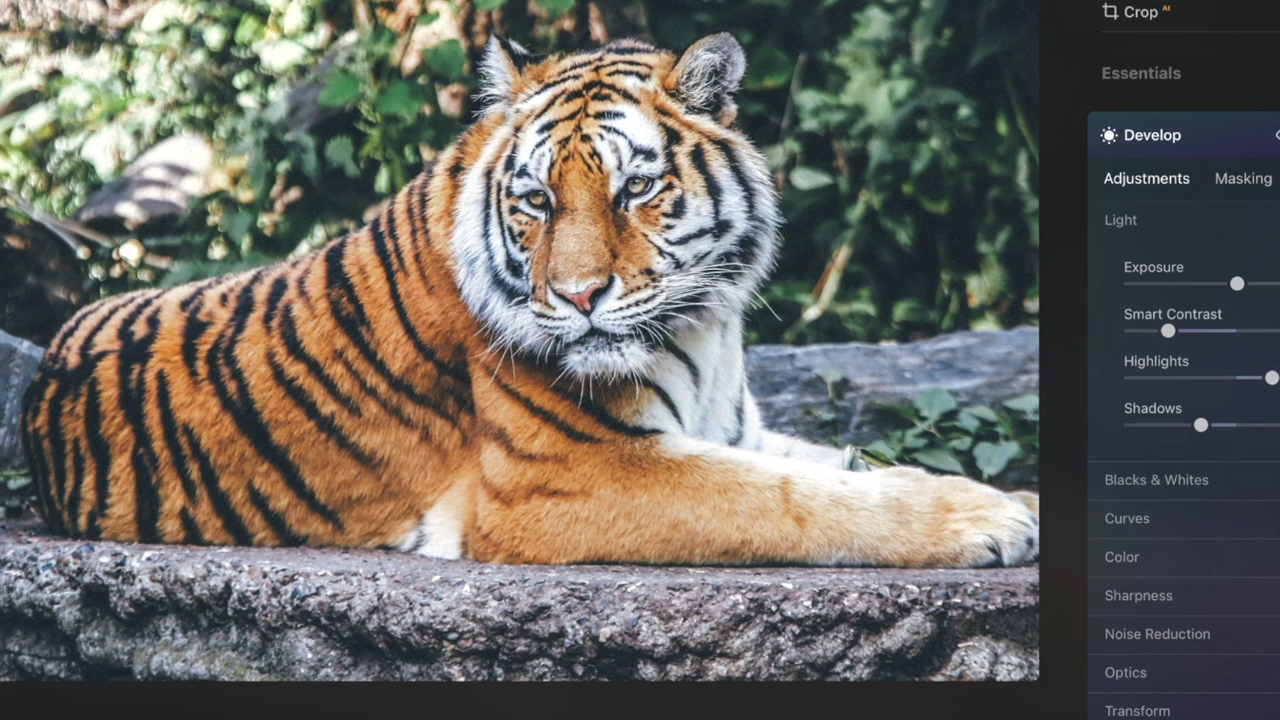 Crop AI
Essentials
Develop
Adjustments Masking
Light
Exposure
Smart Contrast
Highlights
Shadows
Blacks & Whites
Curves
Color
Sharpness
Noise Reduction
Optics
Transform